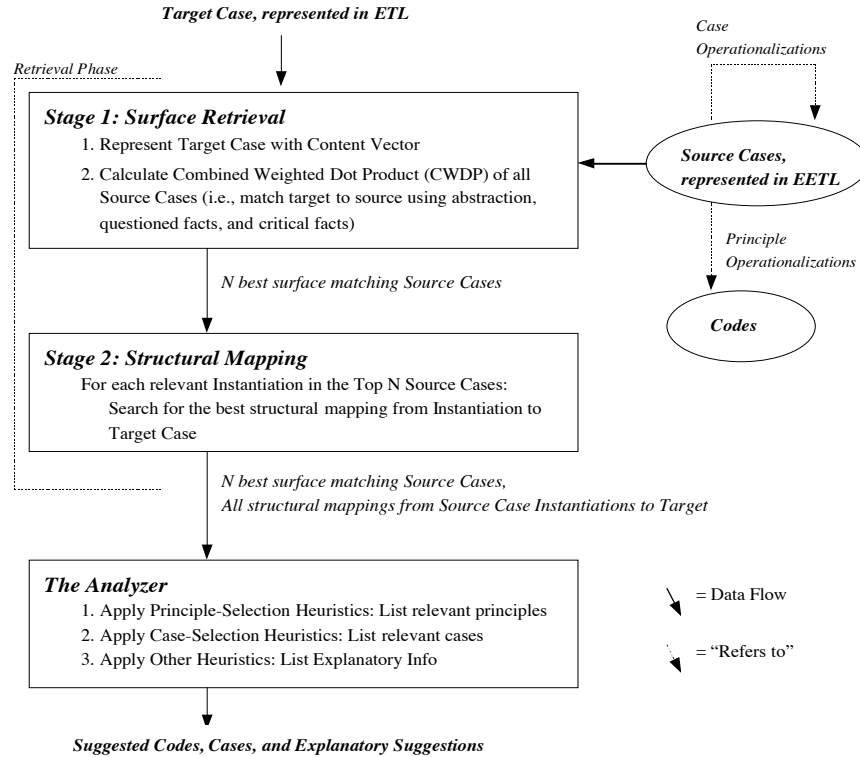 Target Case, represented in ETL
Case
Operationalizations
Retrieval Phase
Stage 1: Surface Retrieval
1. Represent Target Case with Content Vector
2. Calculate Combined Weighted Dot Product (CWDP) of all
Source Cases (i.e., match target to source using abstraction,
questioned facts, and critical facts)
Source Cases,
represented in EETL
Principle
Operationalizations
N best surface matching Source Cases
Codes
Stage 2: Structural Mapping
For each relevant Instantiation in the Top N Source Cases:
Search for the best structural mapping from Instantiation to
Target Case
N best surface matching Source Cases,
All structural mappings from Source Case Instantiations to Target
The Analyzer
1. Apply Principle-Selection Heuristics: List relevant principles
2. Apply Case-Selection Heuristics: List relevant cases
3. Apply Other Heuristics: List Explanatory Info
= Data Flow
= “Refers to”
Suggested Codes, Cases, and Explanatory Suggestions